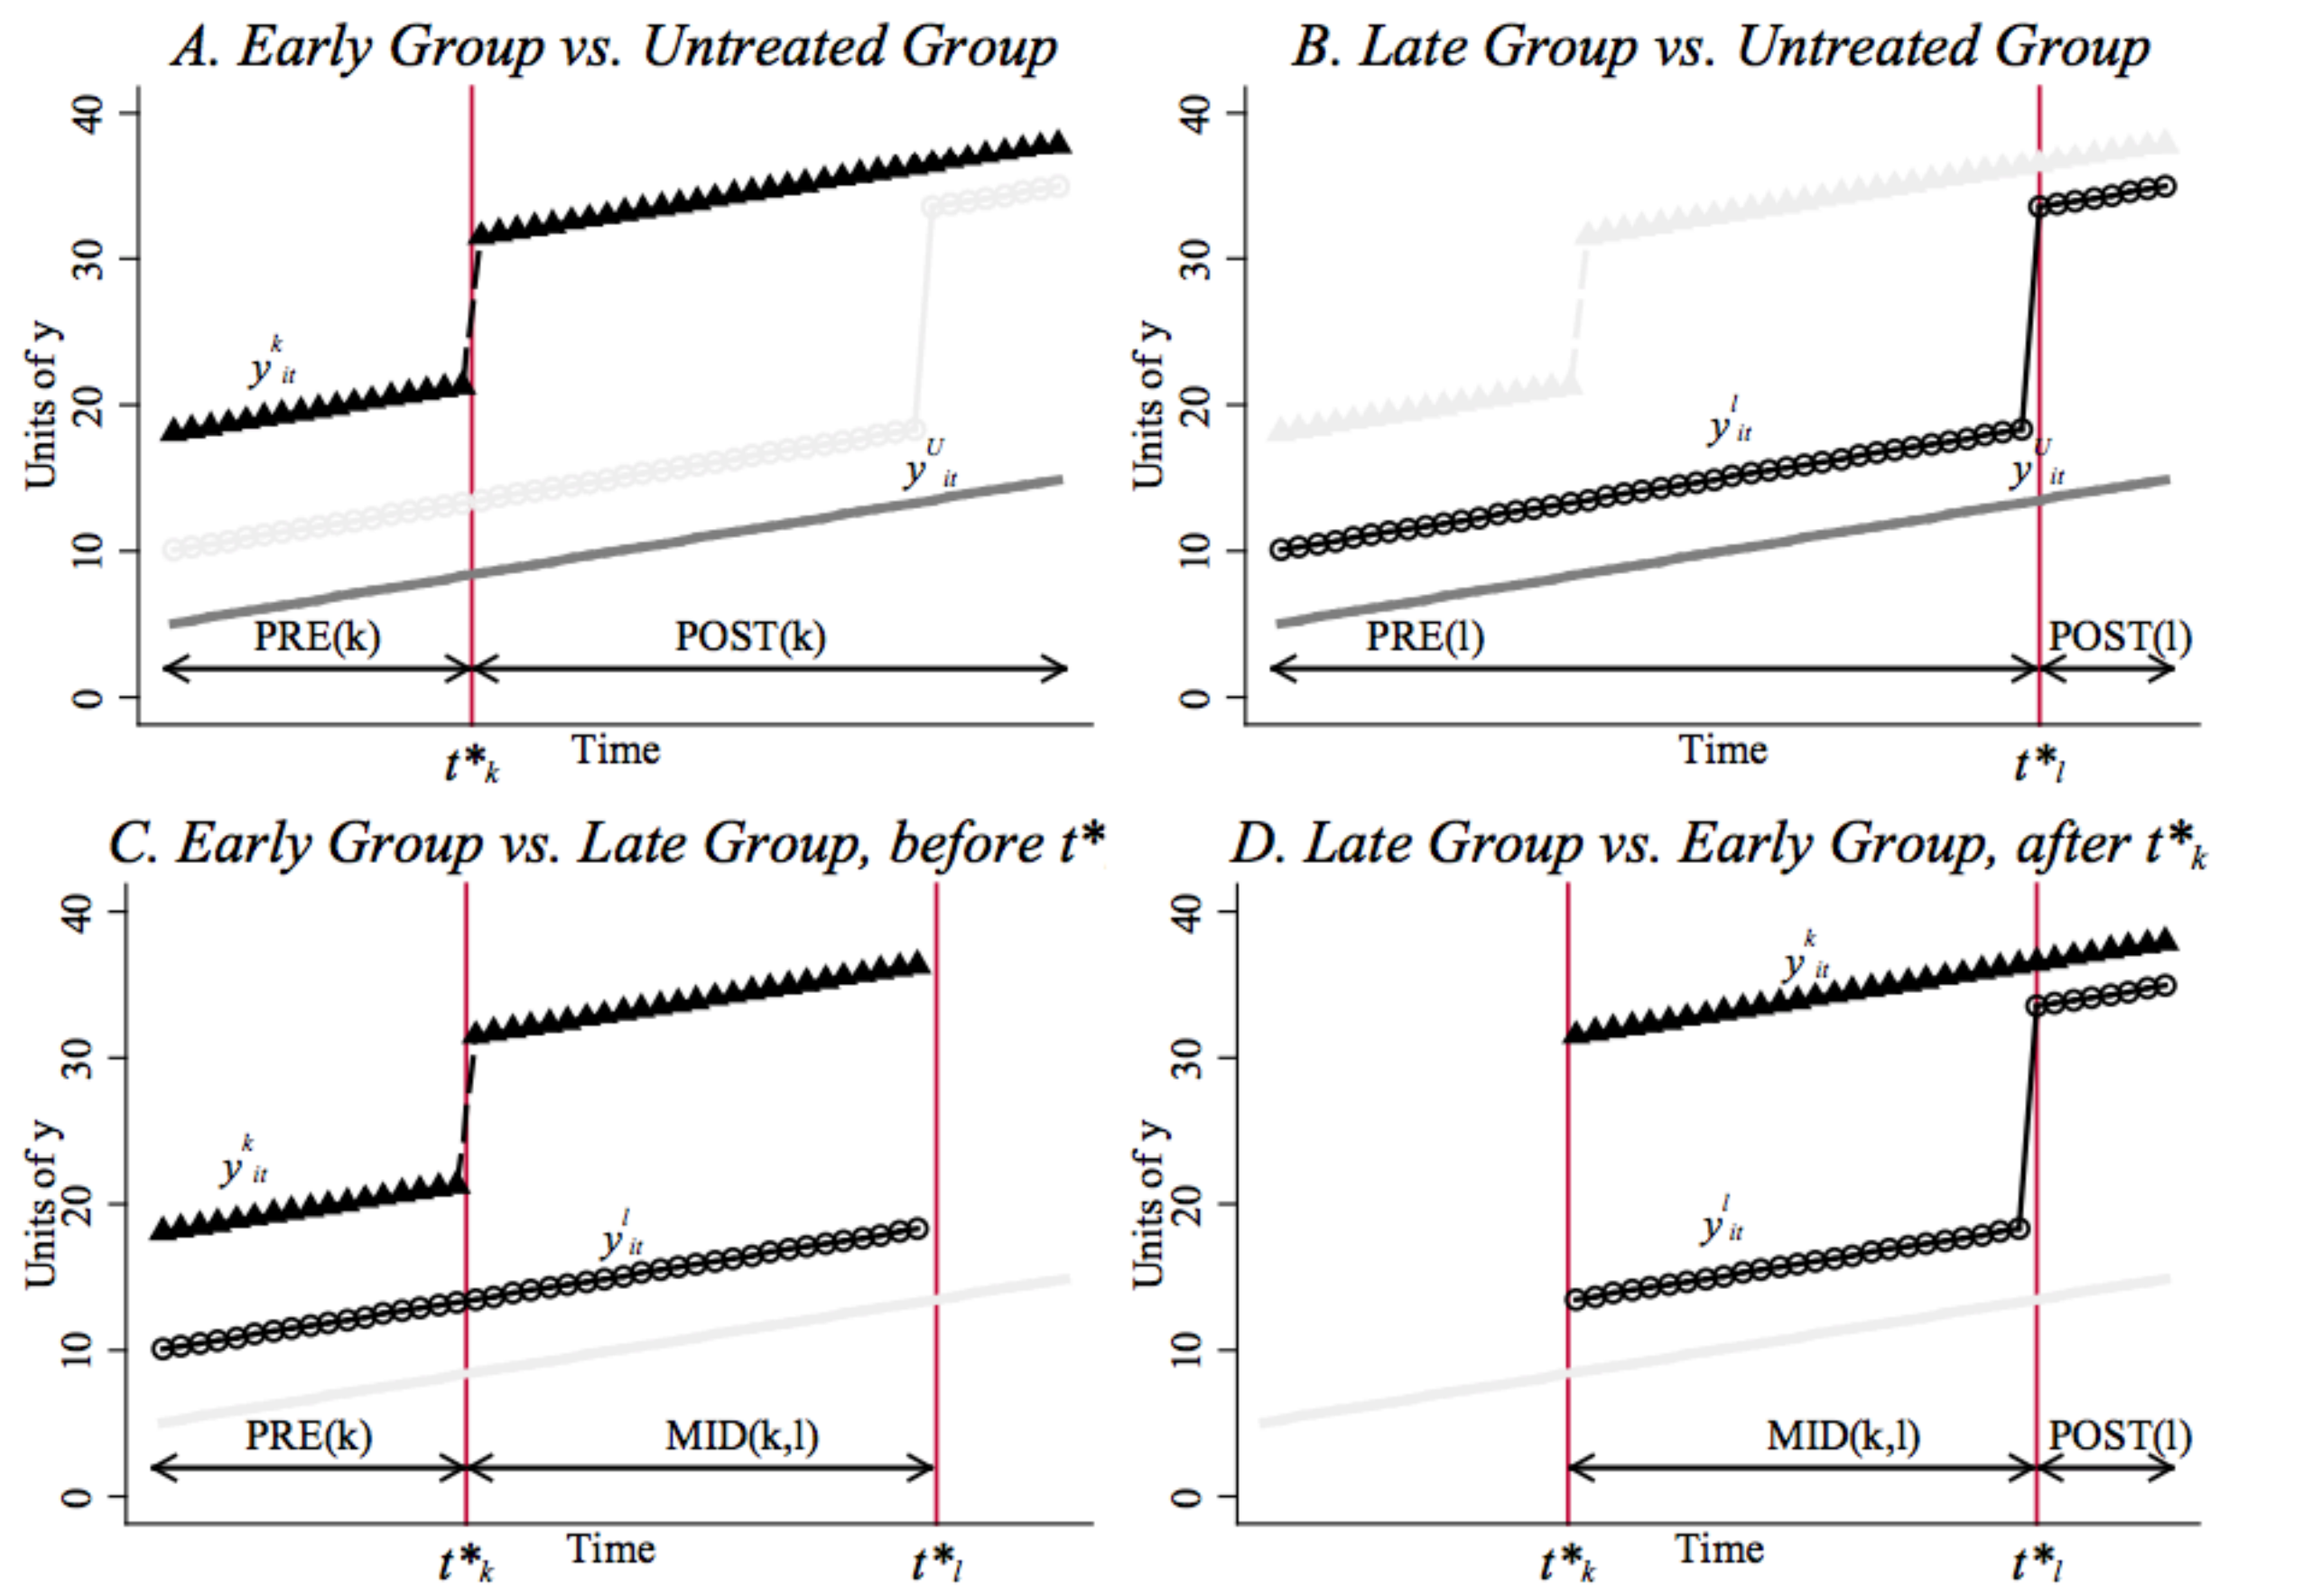 A. Early Group vs. Untreated Group
40
30
20
10
0
Units of y
y^k_it
y^U_it
PRE(k)
POST(k)
t*_k
Time
B. Late Group vs. Untreated Group
40
30
20
10
0
Units of y
y^l_it
y^U_it
PRE(l)
POST(l)
Time
t*_l
C. Early Group vs. Late Group, before t*
40
30
20
10
0
Units of y
y^k_it
y^l_it
PRE(k)
MID(k,l)
t*_k
Time
t*_l
D. Late Group vs. Early Group, after t*_k
40
30
20
10
0
Units of y
y^k_it
y^l_it
MID(k,l)
POST(l)
t*_k
Time
t*_l